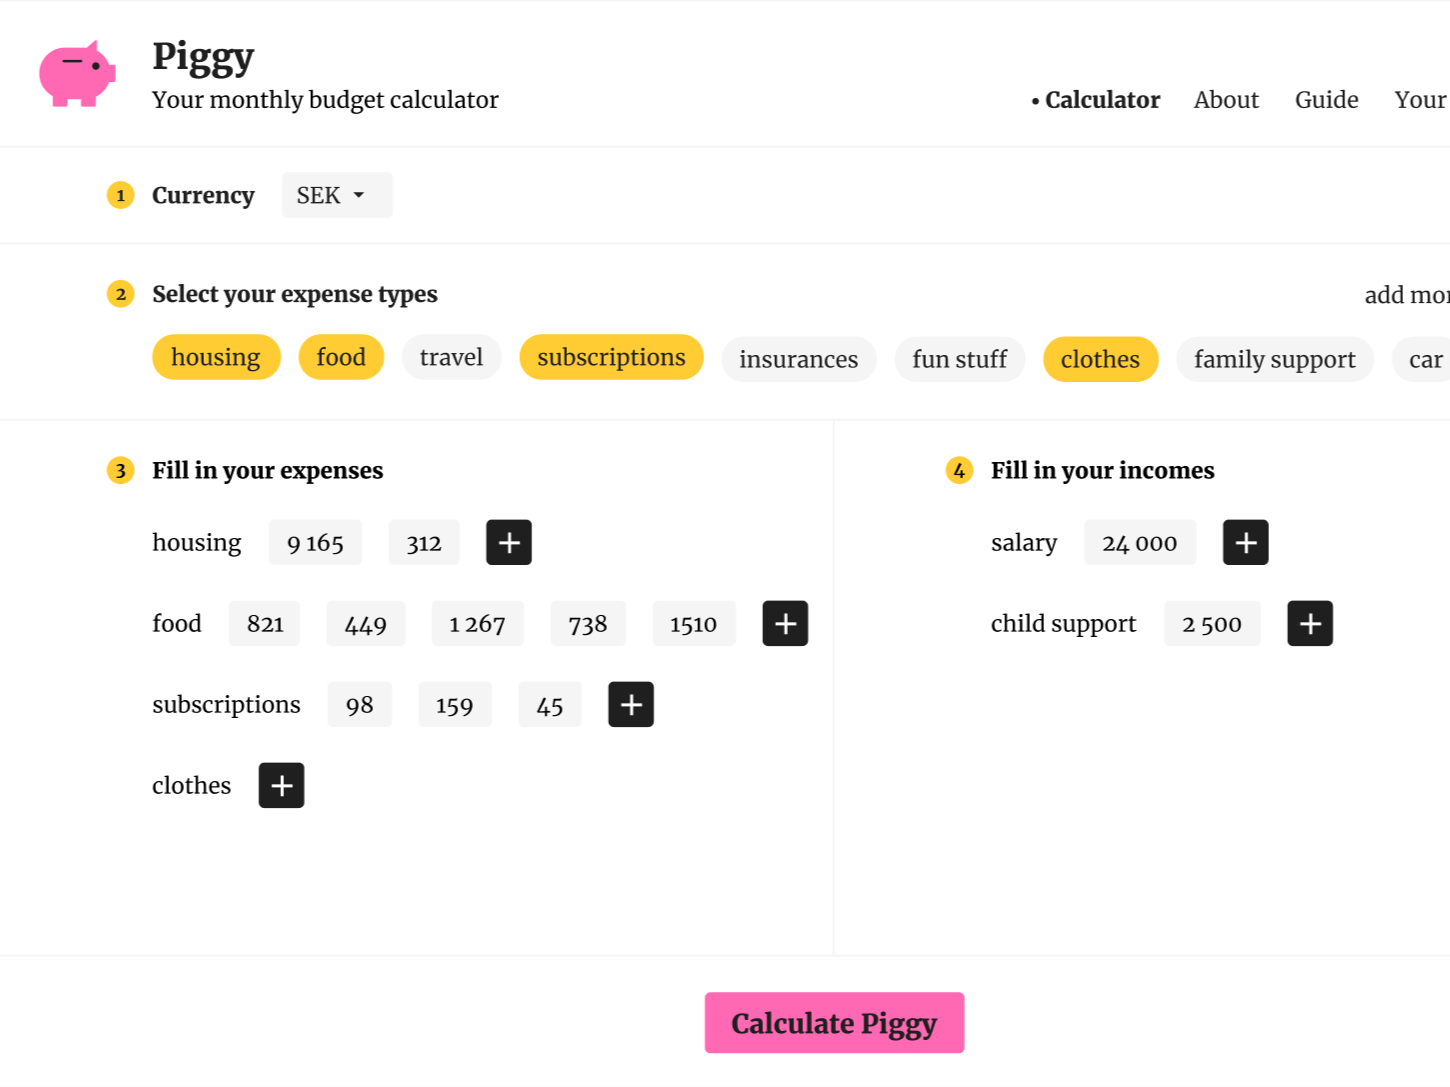 Piggy
Your monthly budget calculator
• Calculator About Guide Your
1 Currency SEK
2 Select your expense types
add
housing food travel subscriptions insurances fun stuff clothes family support car
3 Fill in your expenses
housing 9 165 312 +
food 821 449 1 267 738 1510 +
subscriptions 98 159 45 +
clothes +
4 Fill in your incomes
salary 24 000 +
child support 2 500 +
Calculate Piggy